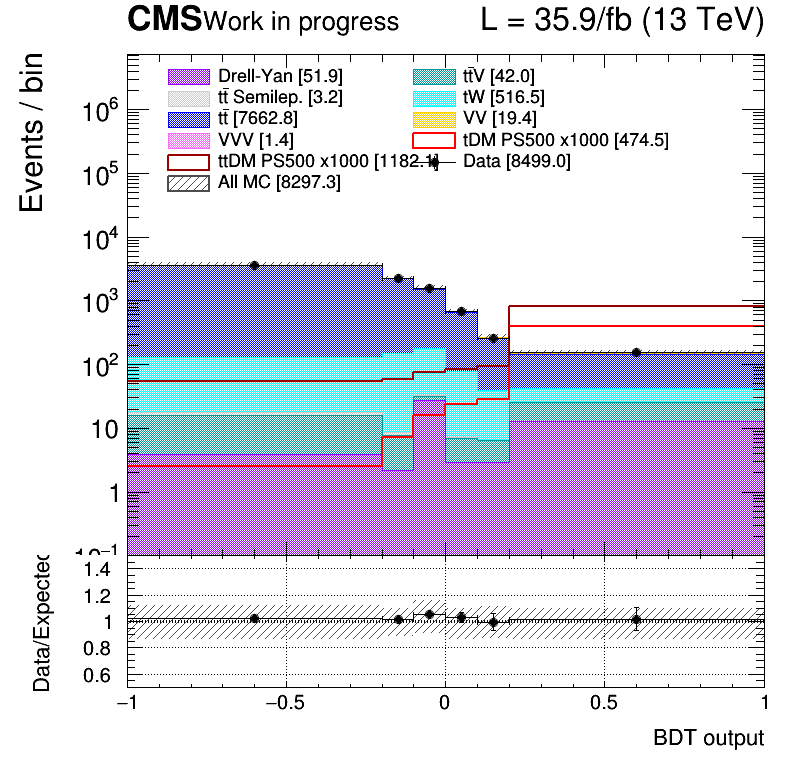 CMS Work in progress L = 35.9/fb (13 TeV)
Events / bin
Drell-Yan [51.9]
tt̄V [42.0]
tt̄ Semilep. [3.2]
tW [516.5]
tt̄ [7662.8]
VV [19.4]
VVV [1.4]
tDM PS500 x1000 [474.5]
ttDM PS500 x1000 [1182.1]
Data [8499.0]
All MC [8297.3]
10⁶
10⁵
10⁴
10³
10²
10
1
10⁻¹
Data/Expected
1.4
1.2
1
0.8
0.6
−1 −0.5 0 0.5 1
BDT output